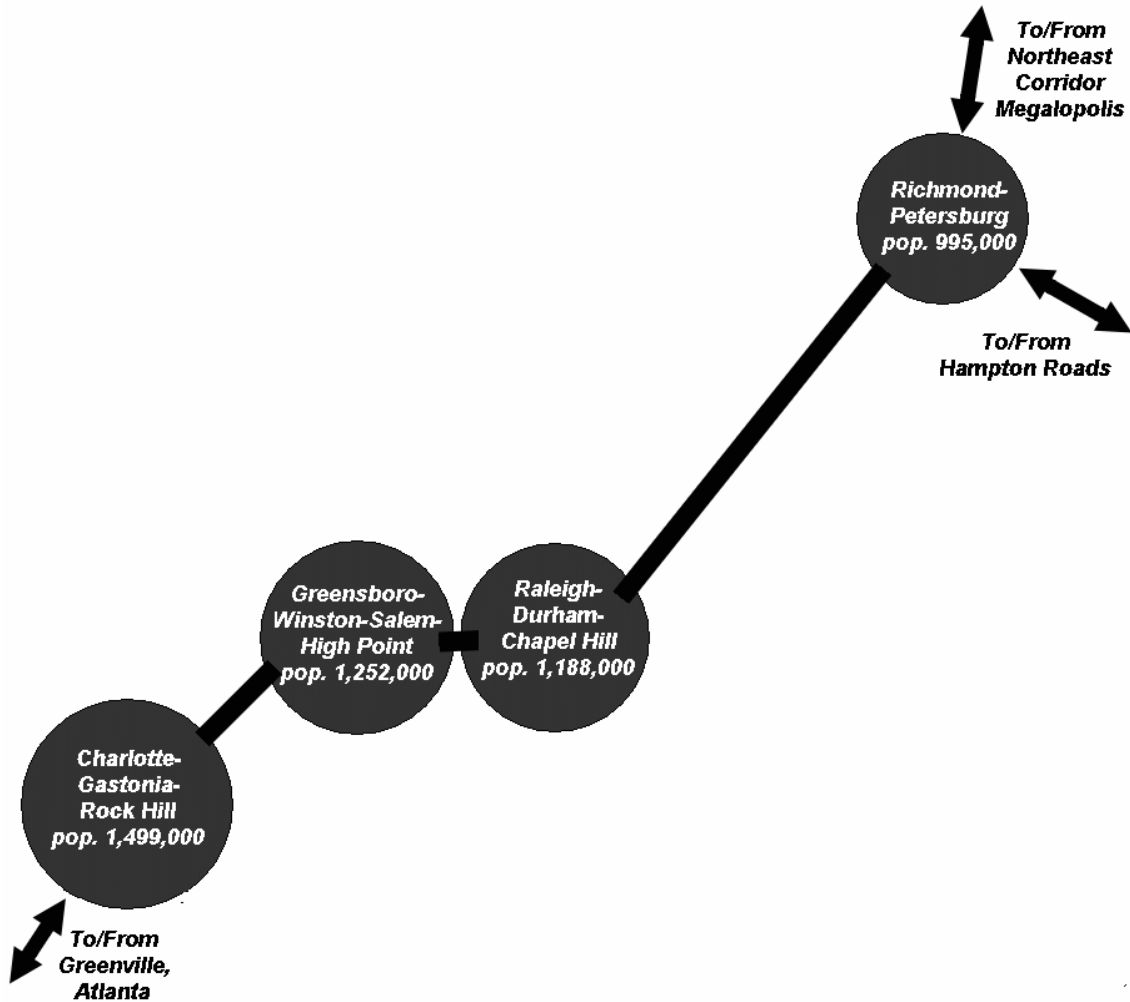 To/From
Northeast
Corridor
Megalopolis
Richmond-
Petersburg
pop. 995,000
To/From
Hampton Roads
Greensboro-
Winston-Salem-
High Point
pop. 1,252,000
Raleigh-
Durham-
Chapel Hill
pop. 1,188,000
Charlotte-
Gastonia-
Rock Hill
pop. 1,499,000
To/From
Greenville,
Atlanta